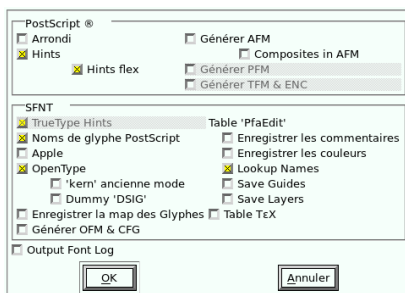 PostScript ®
Arrondi Générer AFM
Hints Composites in AFM
Hints flex Générer PFM
Générer TFM & ENC
SFNT
TrueType Hints Table 'PfaEdit'
Noms de glyphe PostScript Enregistrer les commentaires
Apple Enregistrer les couleurs
OpenType Lookup Names
'kern' ancienne mode Save Guides
Dummy 'DSIG' Save Layers
Enregistrer la map des Glyphes Table ΤεΧ
Générer OFM & CFG
Output Font Log
OK Annuler